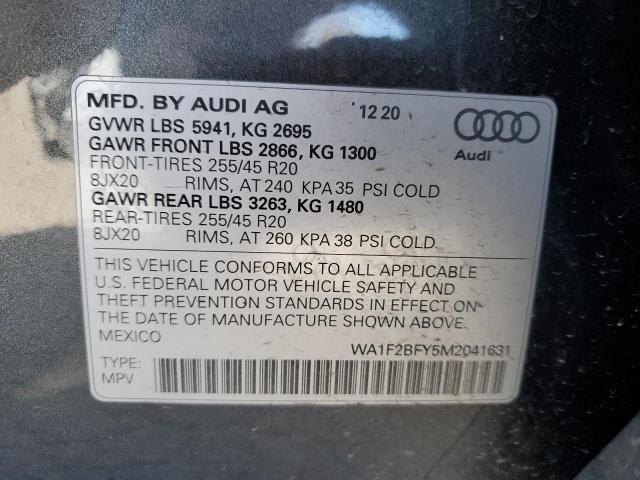 MFD. BY AUDI AG 12 20
GVWR LBS 5941, KG 2695
GAWR FRONT LBS 2866, KG 1300
FRONT-TIRES 255/45 R20
8JX20 RIMS, AT 240 KPA 35 PSI COLD
GAWR REAR LBS 3263, KG 1480
REAR-TIRES 255/45 R20
8JX20 RIMS, AT 260 KPA 38 PSI COLD
Audi
THIS VEHICLE CONFORMS TO ALL APPLICABLE
U.S. FEDERAL MOTOR VEHICLE SAFETY AND
THEFT PREVENTION STANDARDS IN EFFECT ON
THE DATE OF MANUFACTURE SHOWN ABOVE.
MEXICO
WA1F2BFY5M2041631
TYPE:
MPV